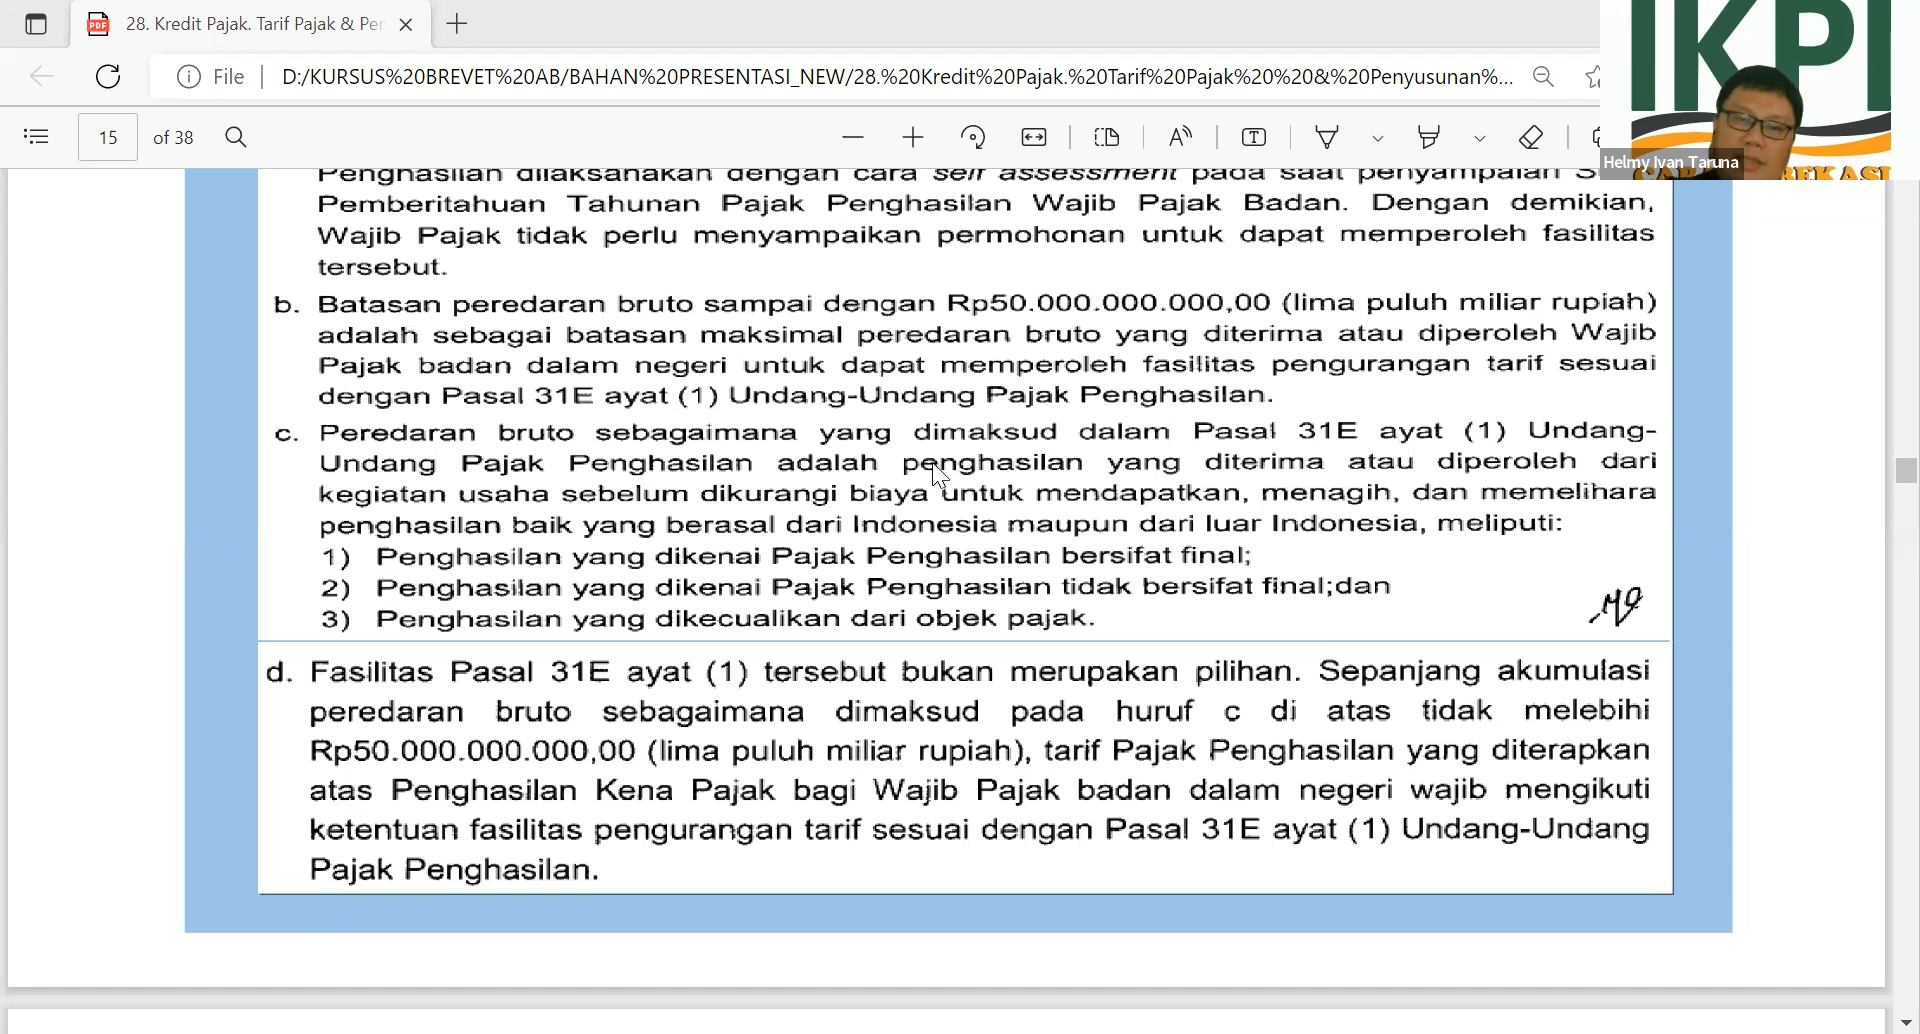 28. Kredit Pajak. Tarif Pajak & Per
IKPI
File
D:/KURSUS%20BREVET%20AB/BAHAN%20PRESENTASI_NEW/28.%20Kredit%20Pajak.%20Tarif%20Pajak%20%20&%20Penyusunan%...
15 of 38
Helmy Ivan Taruna
Penghasilan dilaksanakan dengan cara self assessment pada saat penyampaian
Pemberitahuan Tahunan Pajak Penghasilan Wajib Pajak Badan. Dengan demikian,
Wajib Pajak tidak perlu menyampaikan permohonan untuk dapat memperoleh fasilitas
tersebut.
b. Batasan peredaran bruto sampai dengan Rp50.000.000.000,00 (lima puluh miliar rupiah)
adalah sebagai batasan maksimal peredaran bruto yang diterima atau diperoleh Wajib
Pajak badan dalam negeri untuk dapat memperoleh fasilitas pengurangan tarif sesuai
dengan Pasal 31E ayat (1) Undang-Undang Pajak Penghasilan.
c. Peredaran bruto sebagaimana yang dimaksud dalam Pasal 31E ayat (1) Undang-
Undang Pajak Penghasilan adalah penghasilan yang diterima atau diperoleh dari
kegiatan usaha sebelum dikurangi biaya untuk mendapatkan, menagih, dan memelihara
penghasilan baik yang berasal dari Indonesia maupun dari luar Indonesia, meliputi:
1) Penghasilan yang dikenai Pajak Penghasilan bersifat final;
2) Penghasilan yang dikenai Pajak Penghasilan tidak bersifat final;dan
3) Penghasilan yang dikecualikan dari objek pajak.
d. Fasilitas Pasal 31E ayat (1) tersebut bukan merupakan pilihan. Sepanjang akumulasi
peredaran bruto sebagaimana dimaksud pada huruf c di atas tidak melebihi
Rp50.000.000.000,00 (lima puluh miliar rupiah), tarif Pajak Penghasilan yang diterapkan
atas Penghasilan Kena Pajak bagi Wajib Pajak badan dalam negeri wajib mengikuti
ketentuan fasilitas pengurangan tarif sesuai dengan Pasal 31E ayat (1) Undang-Undang
Pajak Penghasilan.